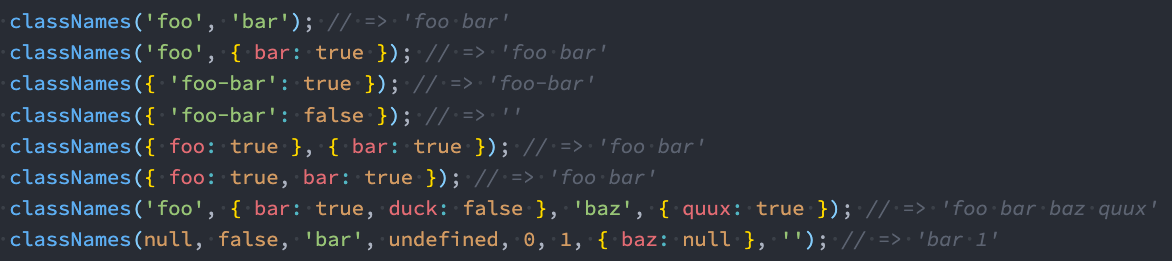 classNames('foo', 'bar'); // => 'foo bar'
classNames('foo', { bar: true }); // => 'foo bar'
classNames({ 'foo-bar': true }); // => 'foo-bar'
classNames({ 'foo-bar': false }); // => ''
classNames({ foo: true }, { bar: true }); // => 'foo bar'
classNames({ foo: true, bar: true }); // => 'foo bar'
classNames('foo', { bar: true, duck: false }, 'baz', { quux: true }); // => 'foo bar baz quux'
classNames(null, false, 'bar', undefined, 0, 1, { baz: null }, ''); // => 'bar 1'